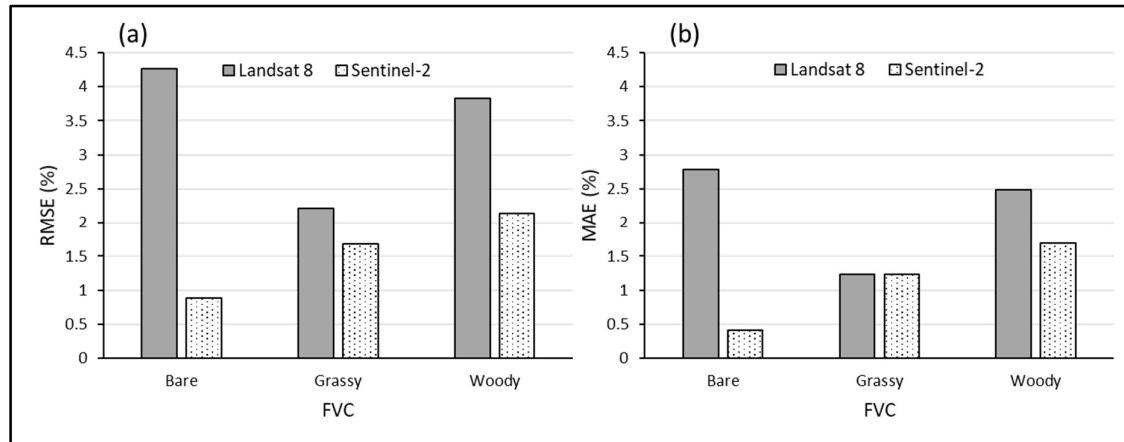 (a)
4.5
4
3.5
3
2.5
2
1.5
1
0.5
0
RMSE (%)
Landsat 8 Sentinel-2
Bare Grassy Woody
FVC
(b)
4.5
4
3.5
3
2.5
2
1.5
1
0.5
0
MAE (%)
Landsat 8 Sentinel-2
Bare Grassy Woody
FVC